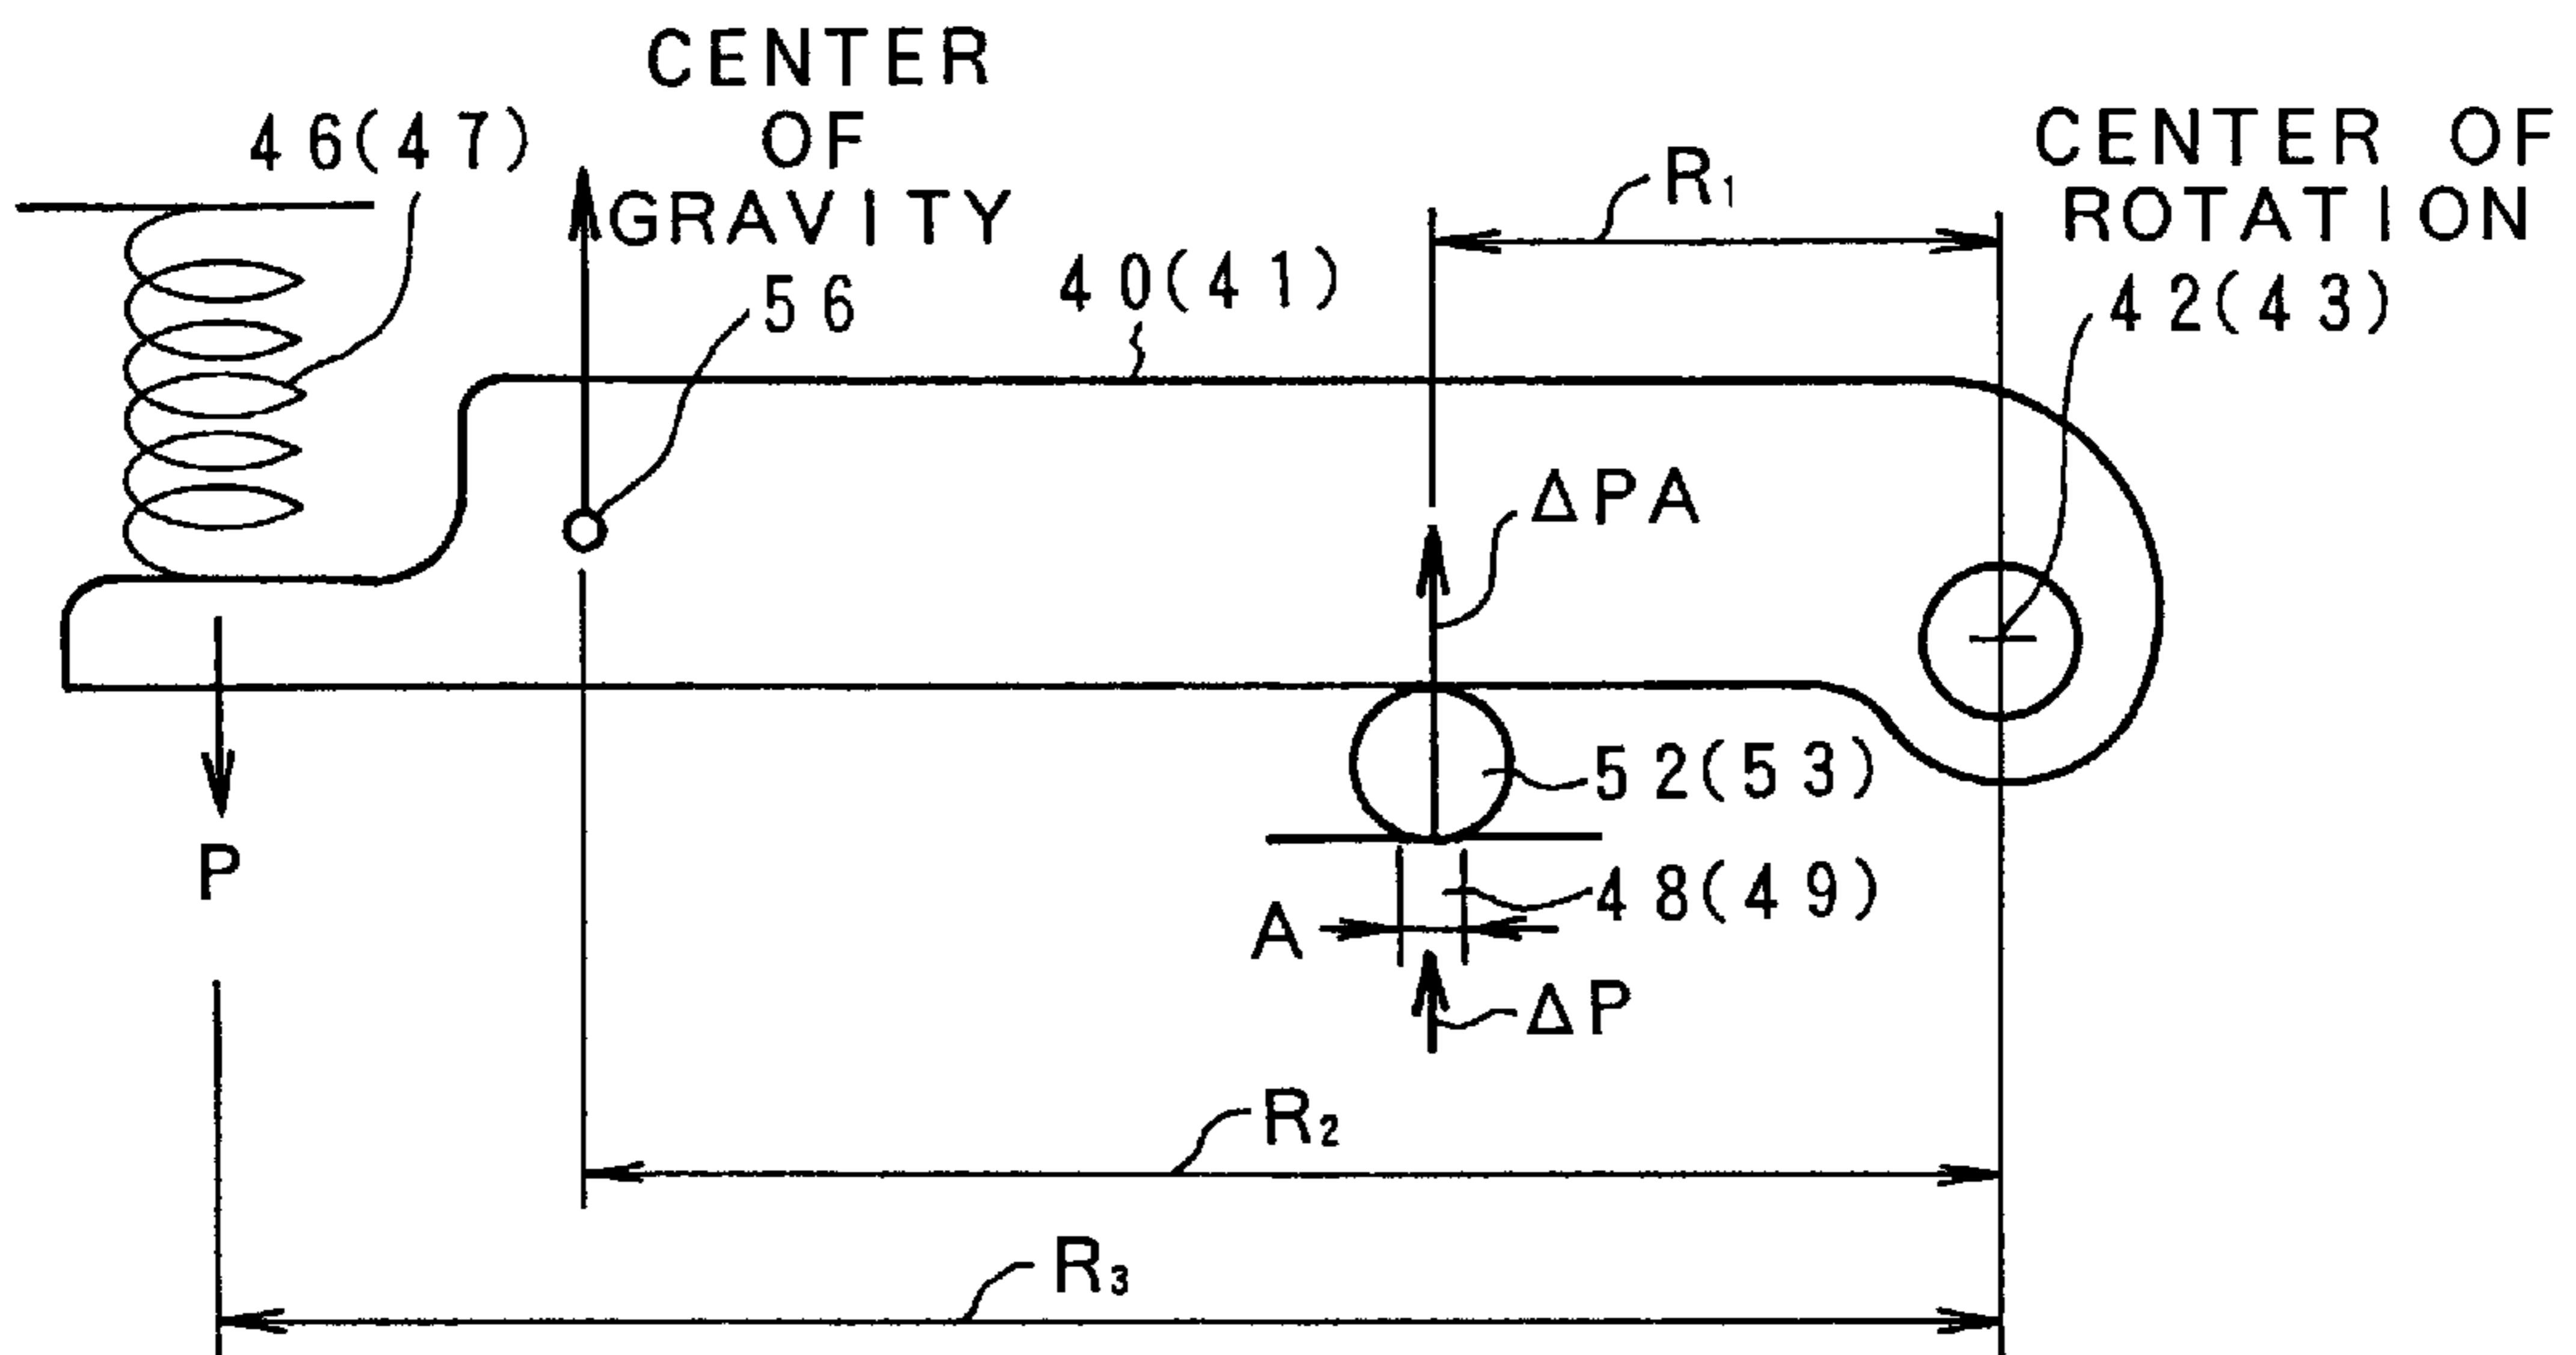 CENTER
OF
GRAVITY
46(47)
56
40(41)
R₁
CENTER OF
ROTATION
42(43)
ΔPA
52(53)
P
48(49)
A
ΔP
R₂
R₃